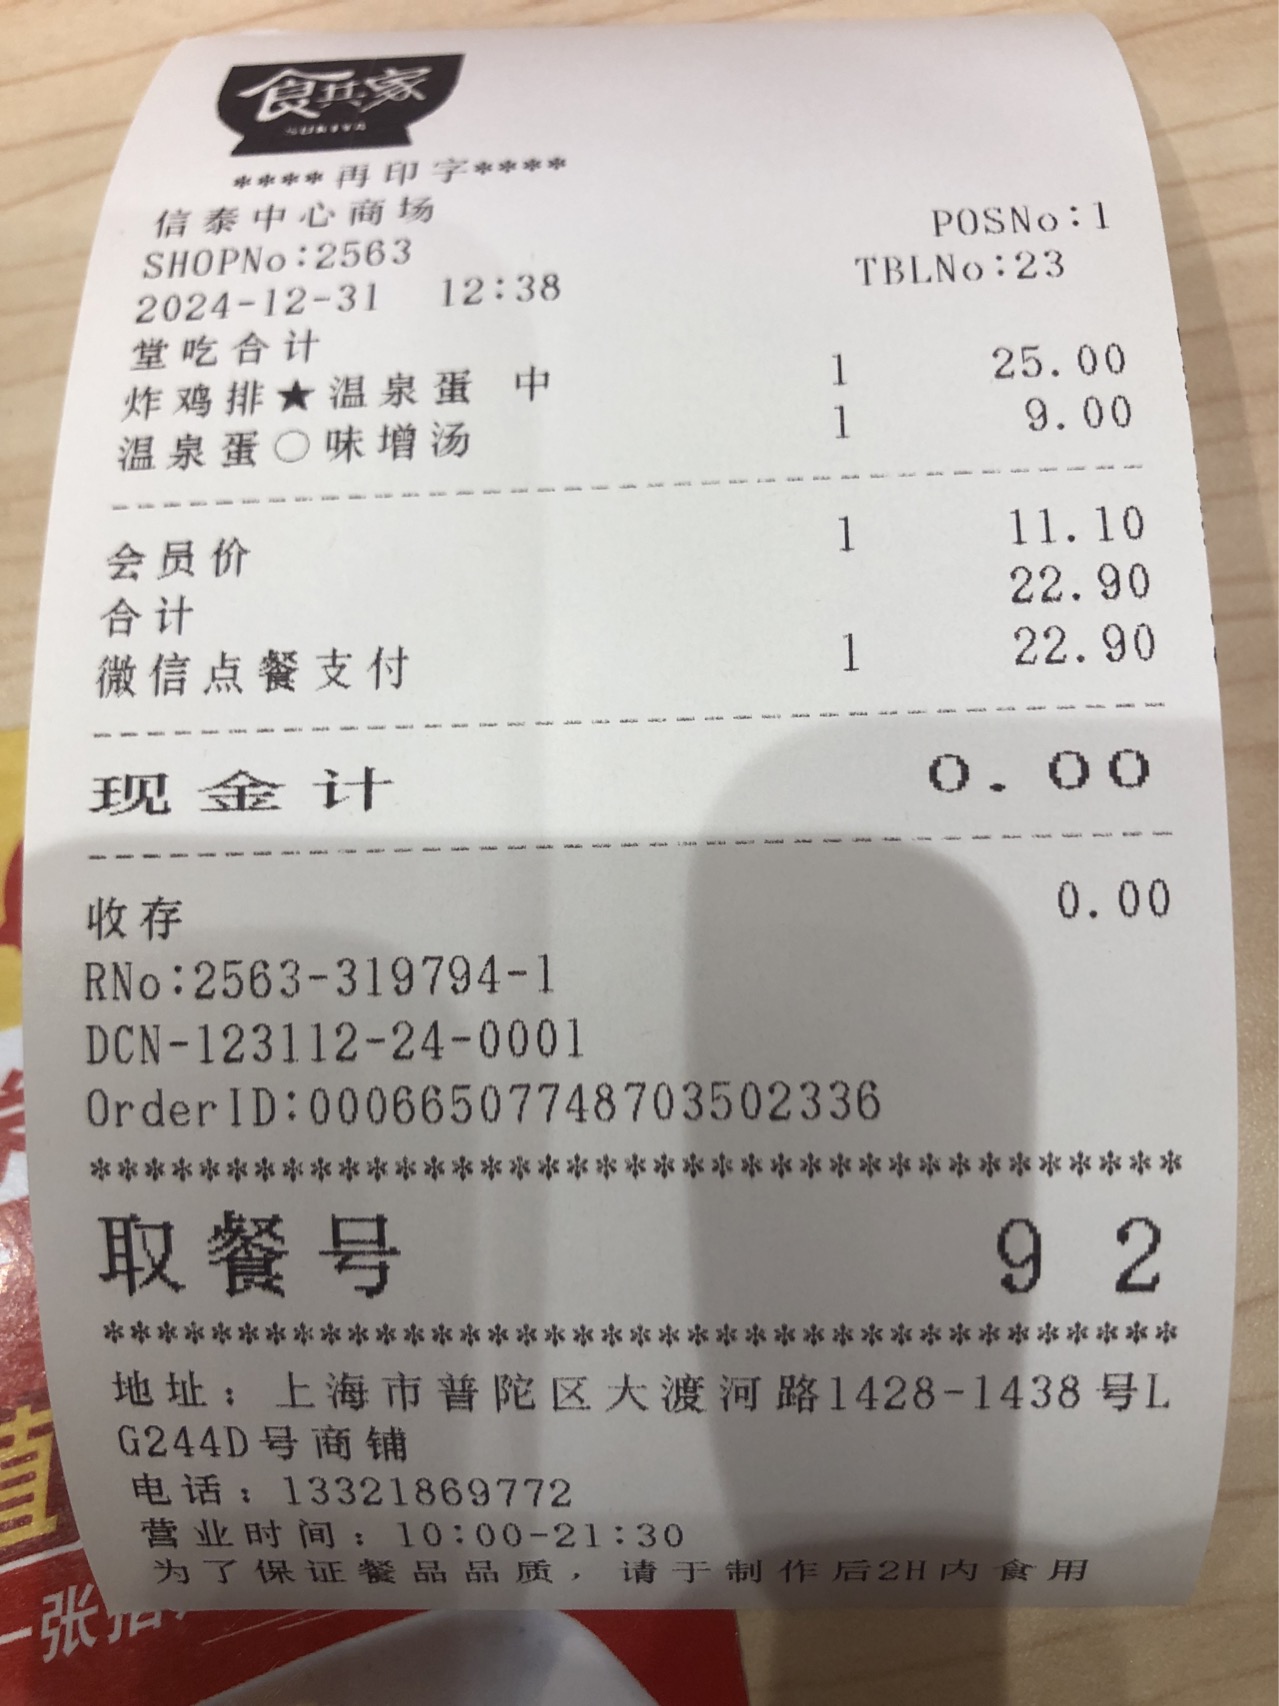 食其家
****再印字****
信泰中心商场
SHOPNo:2563 POSNo:1
2024-12-31 12:38 TBLNo:23
堂吃合计
炸鸡排★温泉蛋 中 1 25.00
温泉蛋○味增汤 1 9.00
会员价 1 11.10
合计 22.90
微信点餐支付 1 22.90
现金计 0.00
收存 0.00
RNo:2563-319794-1
DCN-123112-24-0001
OrderID:00066507748703502336
****************************************
取餐号 92
****************************************
地址：上海市普陀区大渡河路1428-1438号L
G244D号商铺
电话：13321869772
营业时间：10:00-21:30
为了保证餐品品质，请于制作后2H内食用
一张